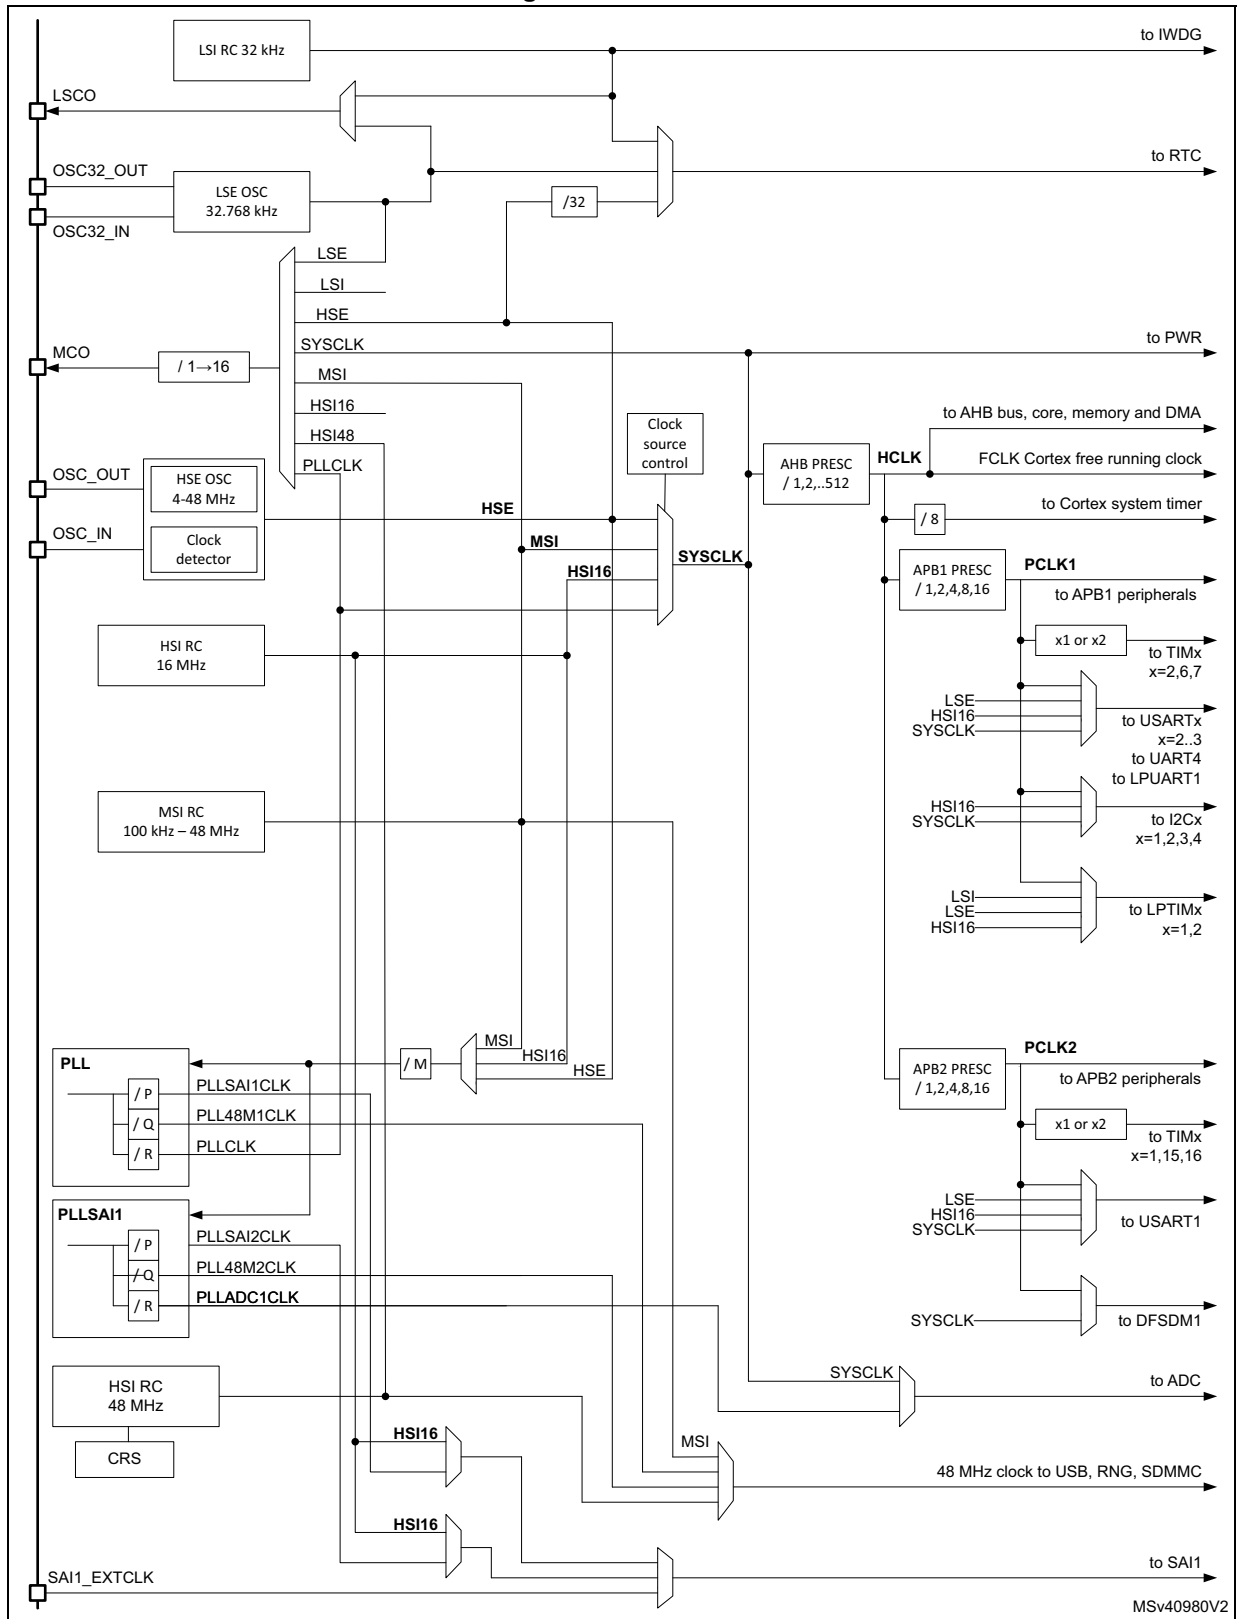 LSI RC 32 kHz
to IWDG
LSCO
OSC32_OUT
to RTC
LSE OSC
32.768 kHz
/32
OSC32_IN
LSE
LSI
HSE
MCO
/ 1→16
SYSCLK
to PWR
MSI
HSI16
to AHB bus, core, memory and DMA
Clock
source
control
HSI48
PLLCLK
AHB PRESC
/ 1,2,..512
HCLK
FCLK Cortex free running clock
OSC_OUT
HSE OSC
4-48 MHz
to Cortex system timer
/ 8
HSE
OSC_IN
Clock
detector
MSI
HSI16
SYSCLK
APB1 PRESC
/ 1,2,4,8,16
PCLK1
to APB1 peripherals
HSI RC
16 MHz
x1 or x2
to TIMx
x=2,6,7
LSE
HSI16
SYSCLK
to USARTx
x=2..3
to UART4
to LPUART1
MSI RC
100 kHz – 48 MHz
HSI16
SYSCLK
to I2Cx
x=1,2,3,4
LSI
LSE
HSI16
to LPTIMx
x=1,2
MSI
HSI16
HSE
/ M
PLL
/ P
PLLSAI1CLK
/ Q
PLL48M1CLK
/ R
PLLCLK
APB2 PRESC
/ 1,2,4,8,16
PCLK2
to APB2 peripherals
x1 or x2
to TIMx
x=1,15,16
LSE
HSI16
SYSCLK
to USART1
PLLSAI1
/ P
PLLSAI2CLK
/ Q
PLL48M2CLK
/ R
PLLADC1CLK
SYSCLK
to DFSDM1
SYSCLK
to ADC
HSI RC
48 MHz
CRS
HSI16
MSI
48 MHz clock to USB, RNG, SDMMC
HSI16
to SAI1
SAI1_EXTCLK
MSv40980V2